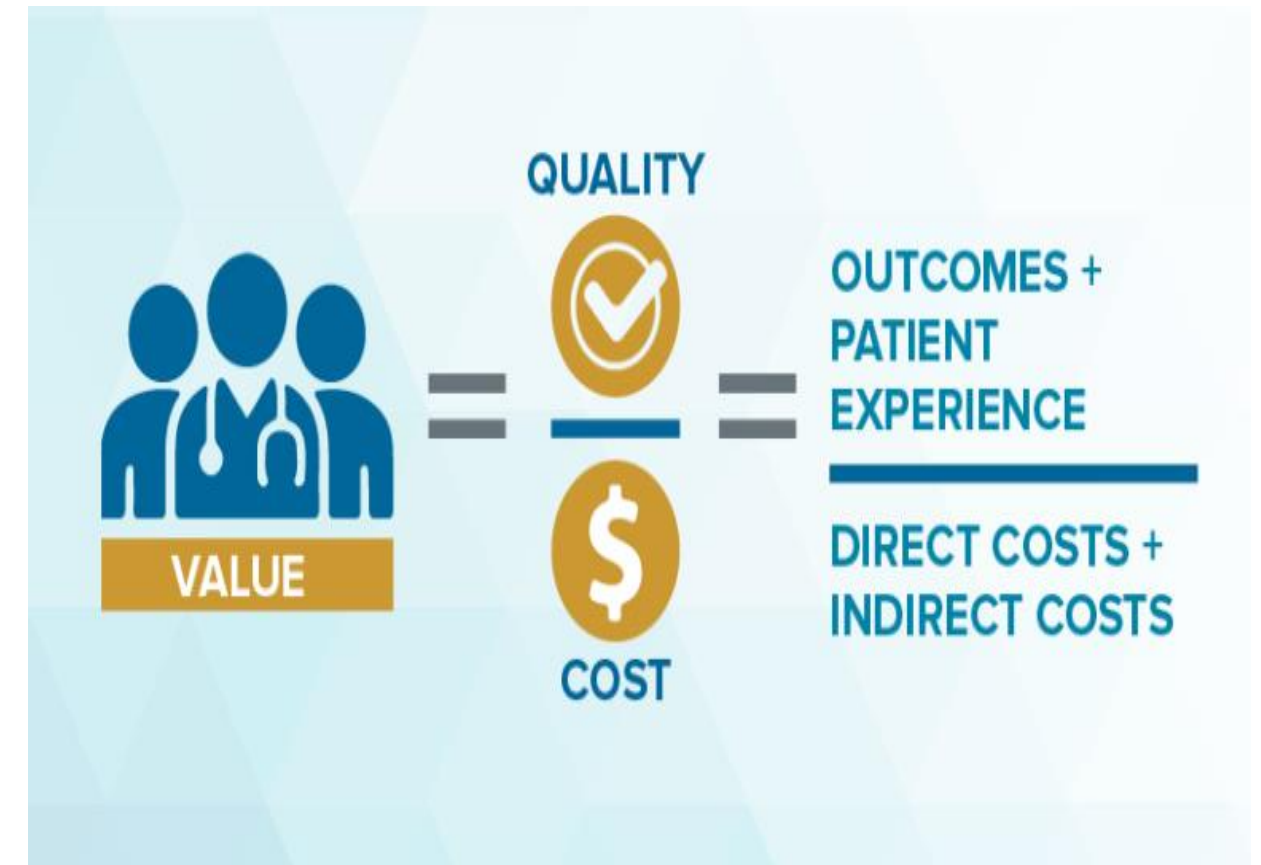 VALUE
QUALITY
$
COST
OUTCOMES +
PATIENT
EXPERIENCE
DIRECT COSTS +
INDIRECT COSTS